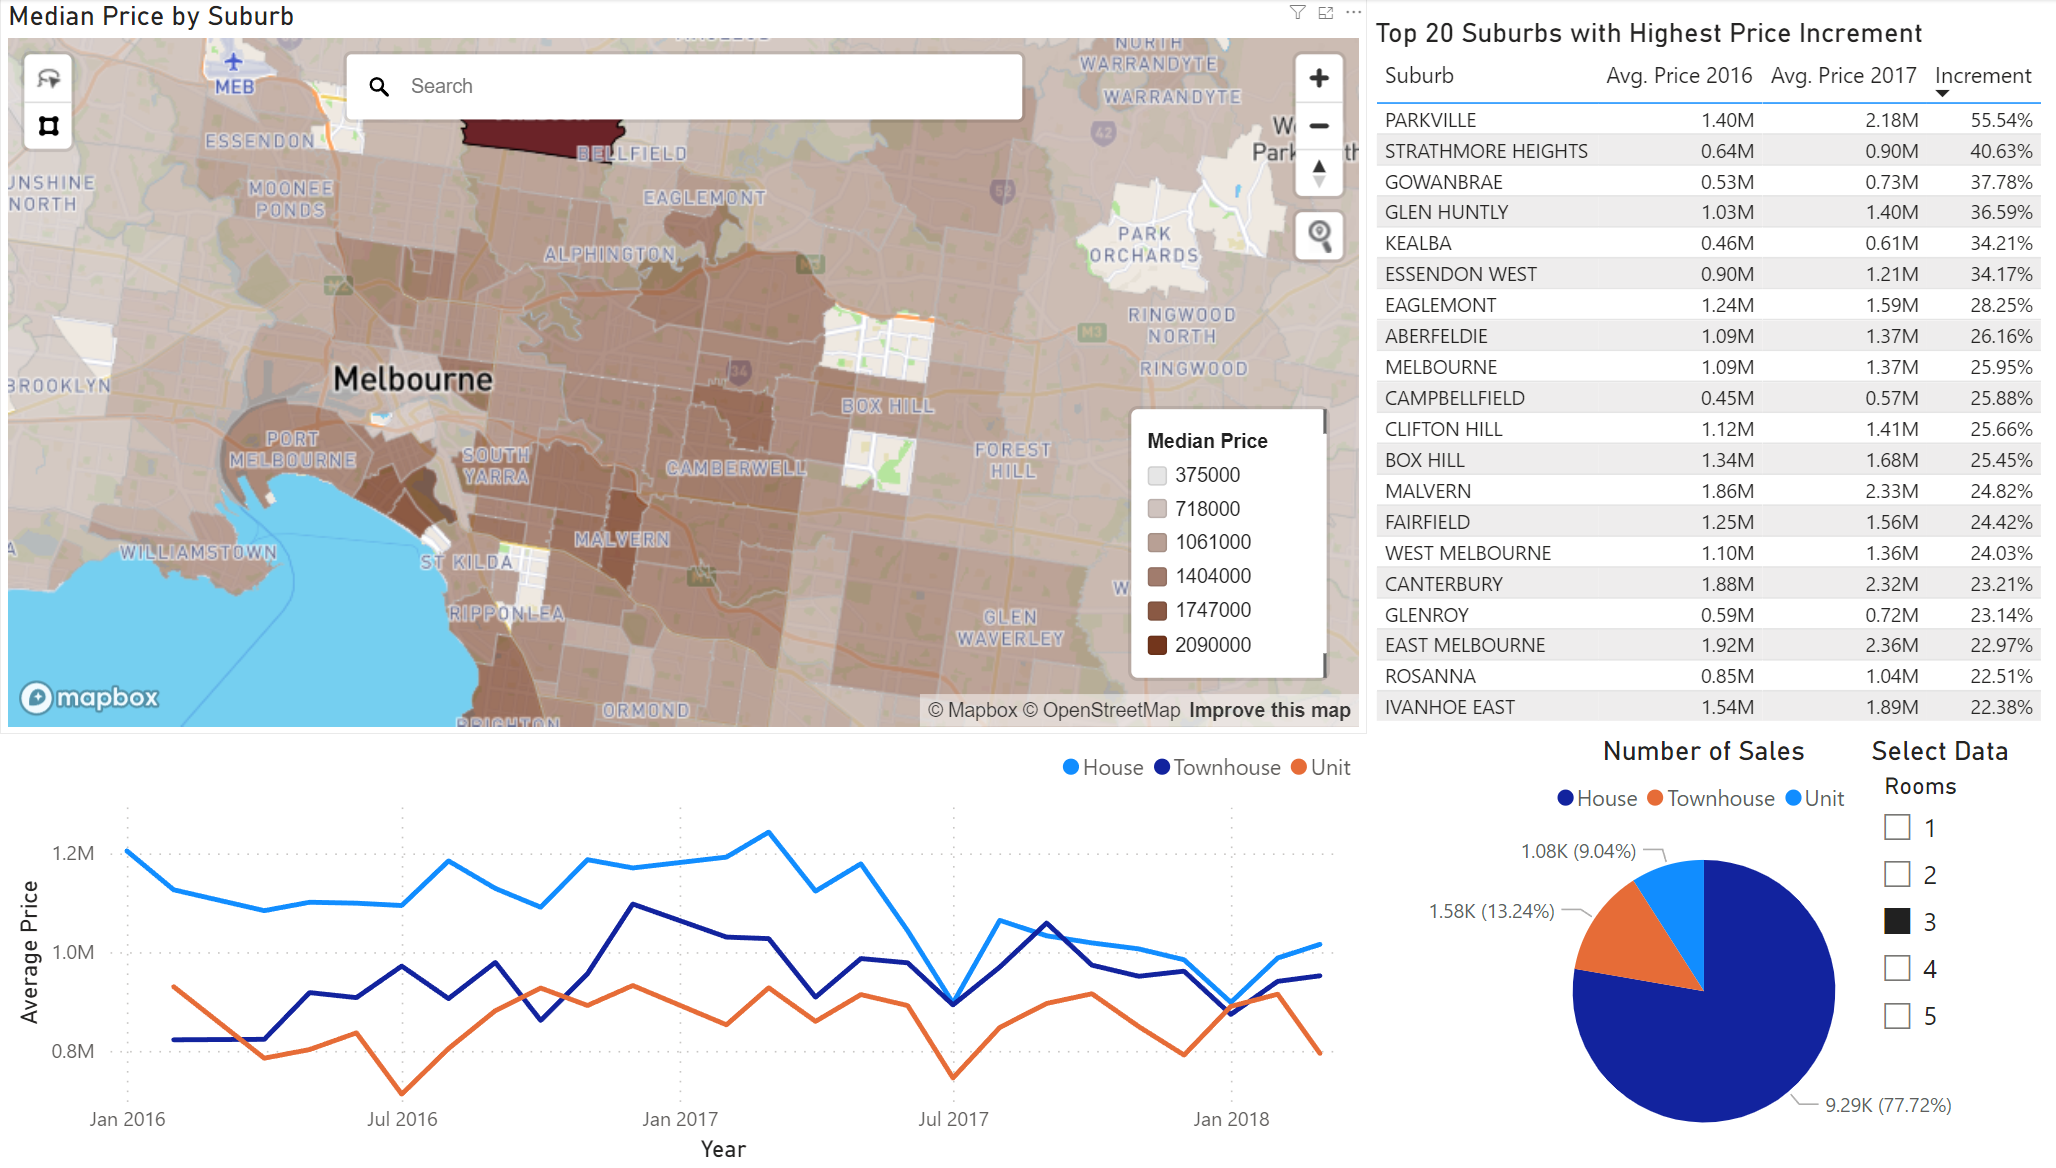 Median Price by Suburb
Search
MEB
ESSENDON
NORTH
WARRANDYTE
WARRANDYTE
42
BELLFIELD
MOONEE
PONDS
NORTH
EAGLEMONT
52
ALPHINGTON
PARK
ORCHARDS
RINGWOOD
NORTH
M3
RINGWOOD
34
Melbourne
BROOKLYN
BOX HILL
PORT
MELBOURNE
SOUTH
YARRA
CAMBERWELL
FOREST
HILL
WILLIAMSTOWN
ST KILDA
MALVERN
RIPPONLEA
GLEN
WAVERLEY
ORMOND
BRIGHTON
Median Price
375000
718000
1061000
1404000
1747000
2090000
mapbox
© Mapbox © OpenStreetMap Improve this map
Top 20 Suburbs with Highest Price Increment
Suburb Avg. Price 2016 Avg. Price 2017 Increment
PARKVILLE 1.40M 2.18M 55.54%
STRATHMORE HEIGHTS 0.64M 0.90M 40.63%
GOWANBRAE 0.53M 0.73M 37.78%
GLEN HUNTLY 1.03M 1.40M 36.59%
KEALBA 0.46M 0.61M 34.21%
ESSENDON WEST 0.90M 1.21M 34.17%
EAGLEMONT 1.24M 1.59M 28.25%
ABERFELDIE 1.09M 1.37M 26.16%
MELBOURNE 1.09M 1.37M 25.95%
CAMPBELLFIELD 0.45M 0.57M 25.88%
CLIFTON HILL 1.12M 1.41M 25.66%
BOX HILL 1.34M 1.68M 25.45%
MALVERN 1.86M 2.33M 24.82%
FAIRFIELD 1.25M 1.56M 24.42%
WEST MELBOURNE 1.10M 1.36M 24.03%
CANTERBURY 1.88M 2.32M 23.21%
GLENROY 0.59M 0.72M 23.14%
EAST MELBOURNE 1.92M 2.36M 22.97%
ROSANNA 0.85M 1.04M 22.51%
IVANHOE EAST 1.54M 1.89M 22.38%
House Townhouse Unit
Average Price
1.2M
1.0M
0.8M
Jan 2016 Jul 2016 Jan 2017 Jul 2017 Jan 2018
Year
Number of Sales
House Townhouse Unit
1.08K (9.04%)
1.58K (13.24%)
9.29K (77.72%)
Select Data
Rooms
1
2
3
4
5